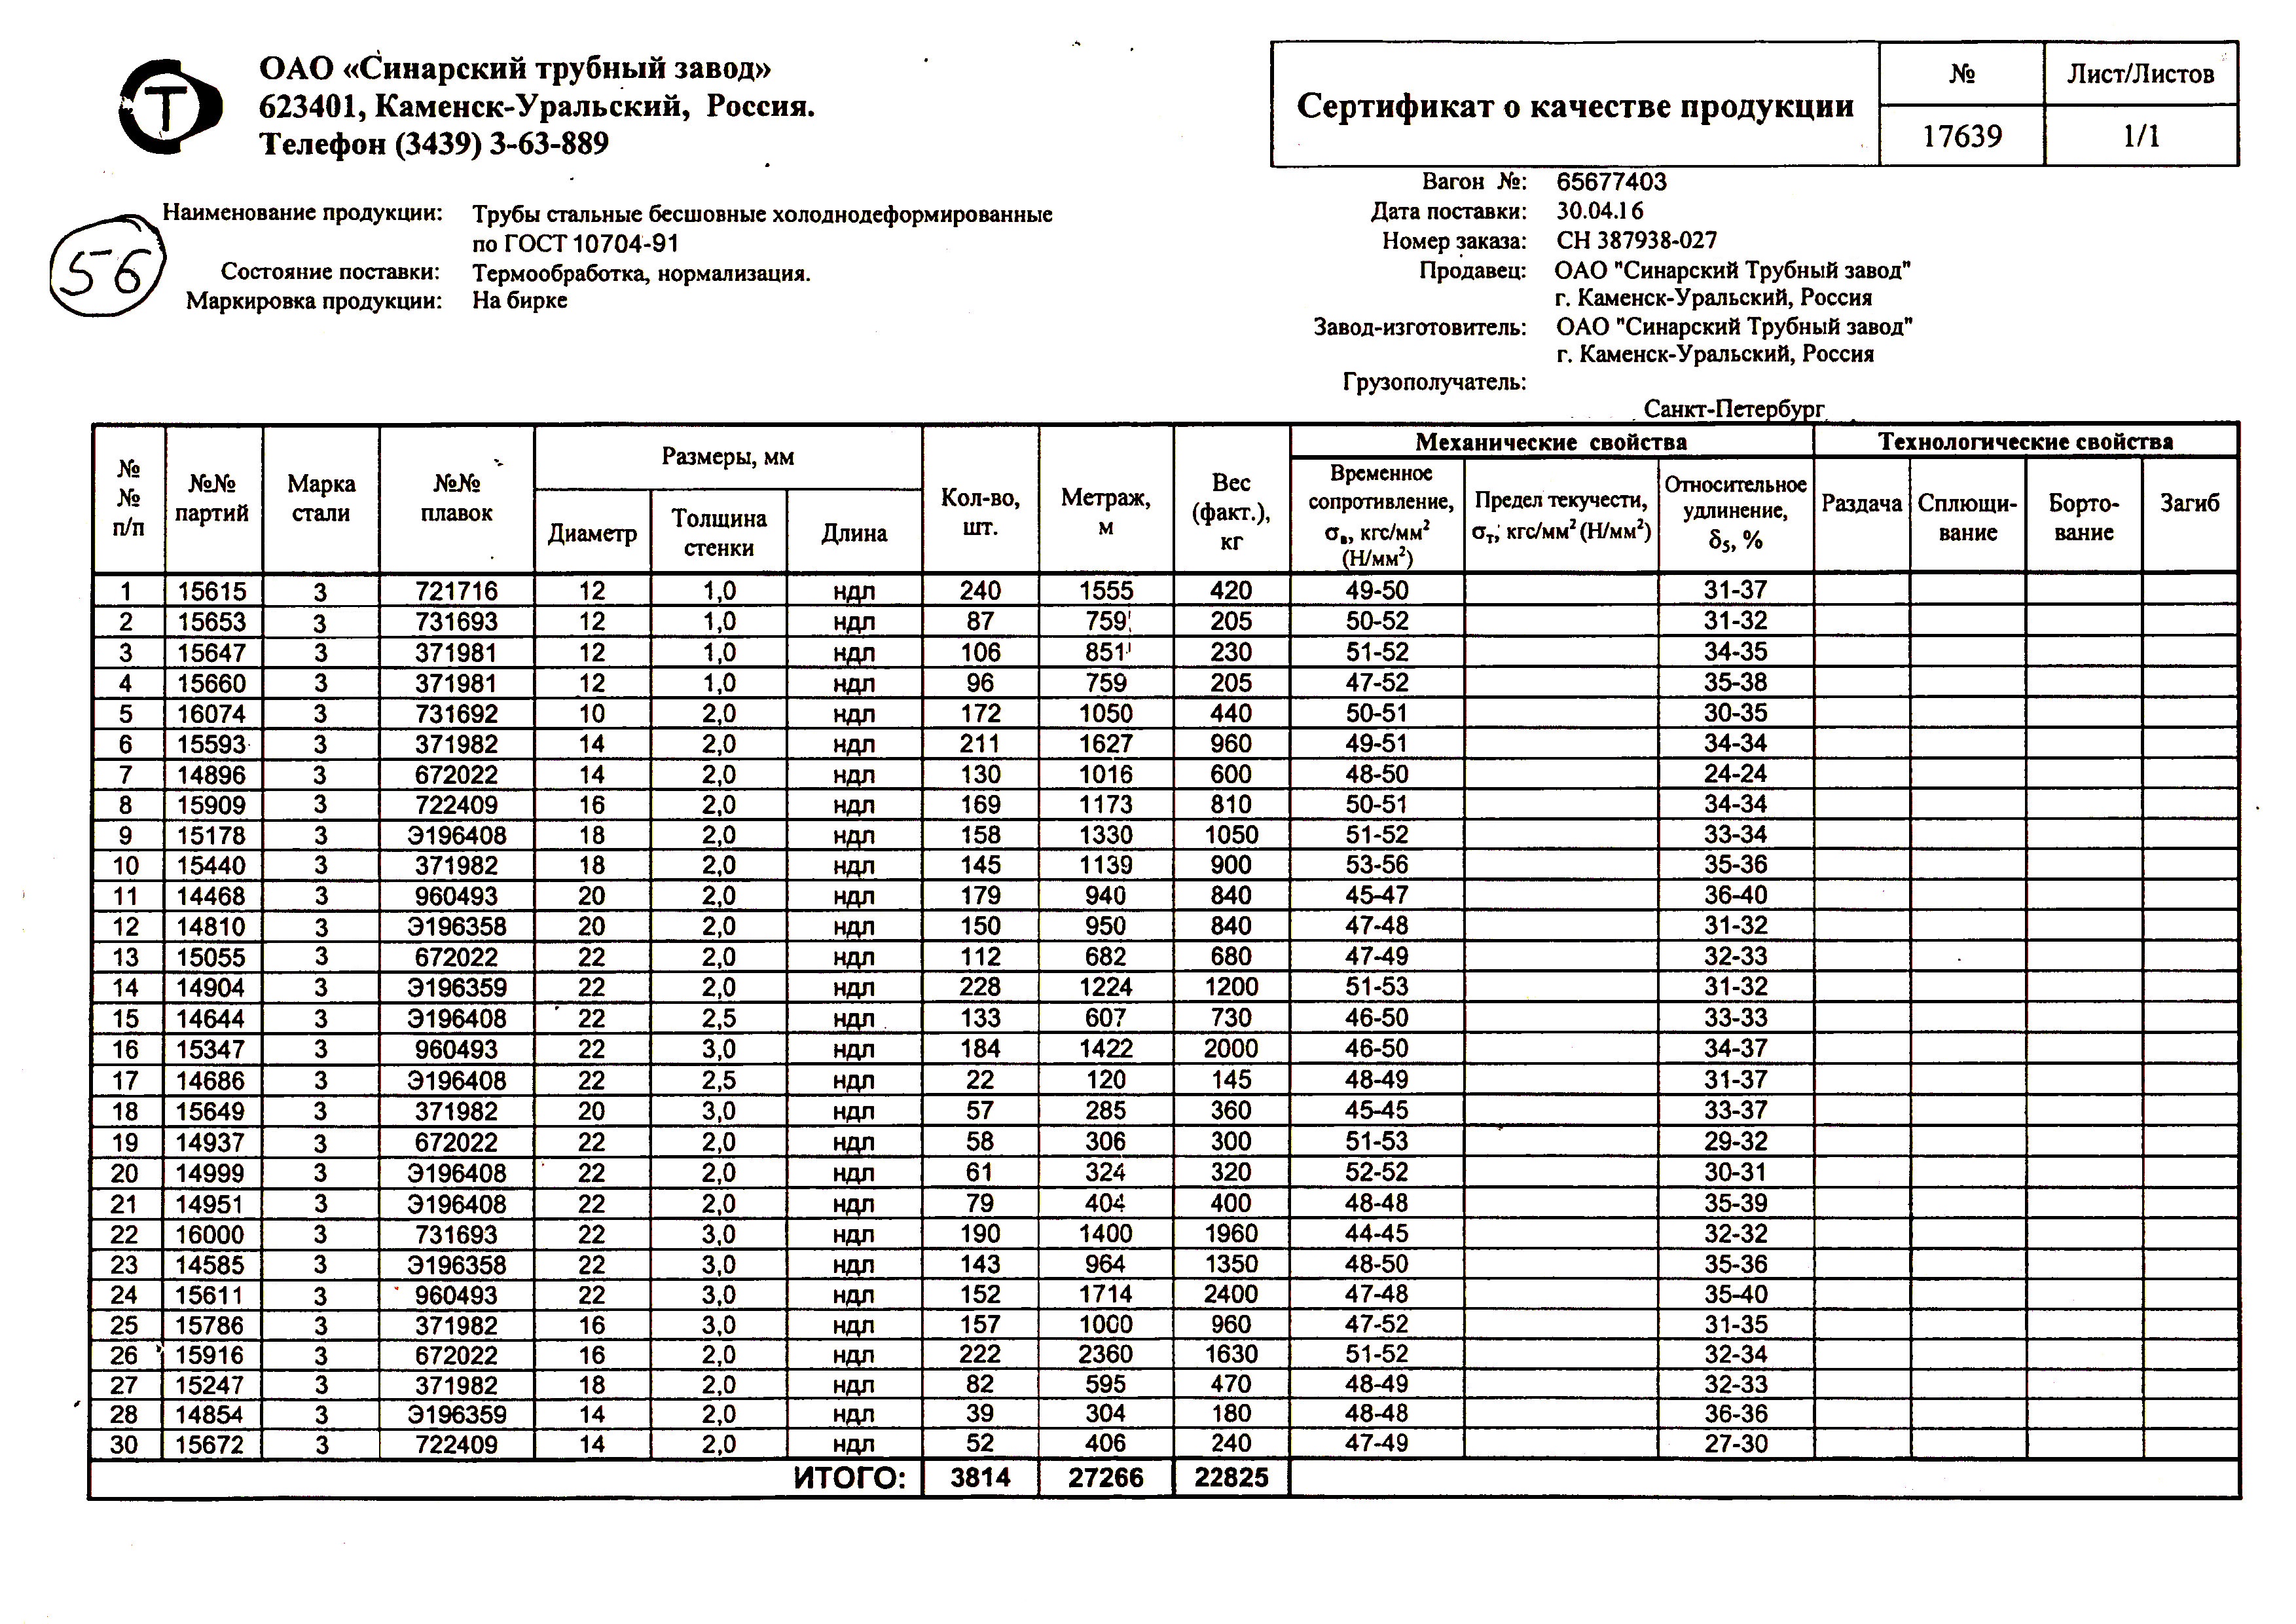 ОАО «Синарский трубный завод»
623401, Каменск-Уральский, Россия.
Телефон (3439) 3-63-889
Т
Сертификат о качестве продукции
№ Лист/Листов
17639 1/1
Вагон №: 65677403
Дата поставки: 30.04.16
Номер заказа: СН 387938-027
Продавец: ОАО "Синарский Трубный завод"
г. Каменск-Уральский, Россия
Завод-изготовитель: ОАО "Синарский Трубный завод"
г. Каменск-Уральский, Россия
Грузополучатель:
Санкт-Петербург
56
Наименование продукции: Трубы стальные бесшовные холоднодеформированные
по ГОСТ 10704-91
Состояние поставки: Термообработка, нормализация.
Маркировка продукции: На бирке
№ № п/п №№ партий Марка стали №№ плавок Размеры, мм Кол-во, шт. Метраж, м Вес (факт.), кг Механические свойства Технологические свойства
Диаметр Толщина стенки Длина Временное сопротивление, σв, кгс/мм² (Н/мм²) Предел текучести, σт, кгс/мм² (Н/мм²) Относительное удлинение, δ5, % Раздача Сплющи-вание Борто-вание Загиб
1 15615 3 721716 12 1,0 ндл 240 1555 420 49-50 31-37
2 15653 3 731693 12 1,0 ндл 87 759 205 50-52 31-32
3 15647 3 371981 12 1,0 ндл 106 851 230 51-52 34-35
4 15660 3 371981 12 1,0 ндл 96 759 205 47-52 35-38
5 16074 3 731692 10 2,0 ндл 172 1050 440 50-51 30-35
6 15593 3 371982 14 2,0 ндл 211 1627 960 49-51 34-34
7 14896 3 672022 14 2,0 ндл 130 1016 600 48-50 24-24
8 15909 3 722409 16 2,0 ндл 169 1173 810 50-51 34-34
9 15178 3 Э196408 18 2,0 ндл 158 1330 1050 51-52 33-34
10 15440 3 371982 18 2,0 ндл 145 1139 900 53-56 35-36
11 14468 3 960493 20 2,0 ндл 179 940 840 45-47 36-40
12 14810 3 Э196358 20 2,0 ндл 150 950 840 47-48 31-32
13 15055 3 672022 22 2,0 ндл 112 682 680 47-49 32-33
14 14904 3 Э196359 22 2,0 ндл 228 1224 1200 51-53 31-32
15 14644 3 Э196408 22 2,5 ндл 133 607 730 46-50 33-33
16 15347 3 960493 22 3,0 ндл 184 1422 2000 46-50 34-37
17 14686 3 Э196408 22 2,5 ндл 22 120 145 48-49 31-37
18 15649 3 371982 20 3,0 ндл 57 285 360 45-45 33-37
19 14937 3 672022 22 2,0 ндл 58 306 300 51-53 29-32
20 14999 3 Э196408 22 2,0 ндл 61 324 320 52-52 30-31
21 14951 3 Э196408 22 2,0 ндл 79 404 400 48-48 35-39
22 16000 3 731693 22 3,0 ндл 190 1400 1960 44-45 32-32
23 14585 3 Э196358 22 3,0 ндл 143 964 1350 48-50 35-36
24 15611 3 960493 22 3,0 ндл 152 1714 2400 47-48 35-40
25 15786 3 371982 16 3,0 ндл 157 1000 960 47-52 31-35
26 15916 3 672022 16 2,0 ндл 222 2360 1630 51-52 32-34
27 15247 3 371982 18 2,0 ндл 82 595 470 48-49 32-33
28 14854 3 Э196359 14 2,0 ндл 39 304 180 48-48 36-36
30 15672 3 722409 14 2,0 ндл 52 406 240 47-49 27-30
ИТОГО: 3814 27266 22825